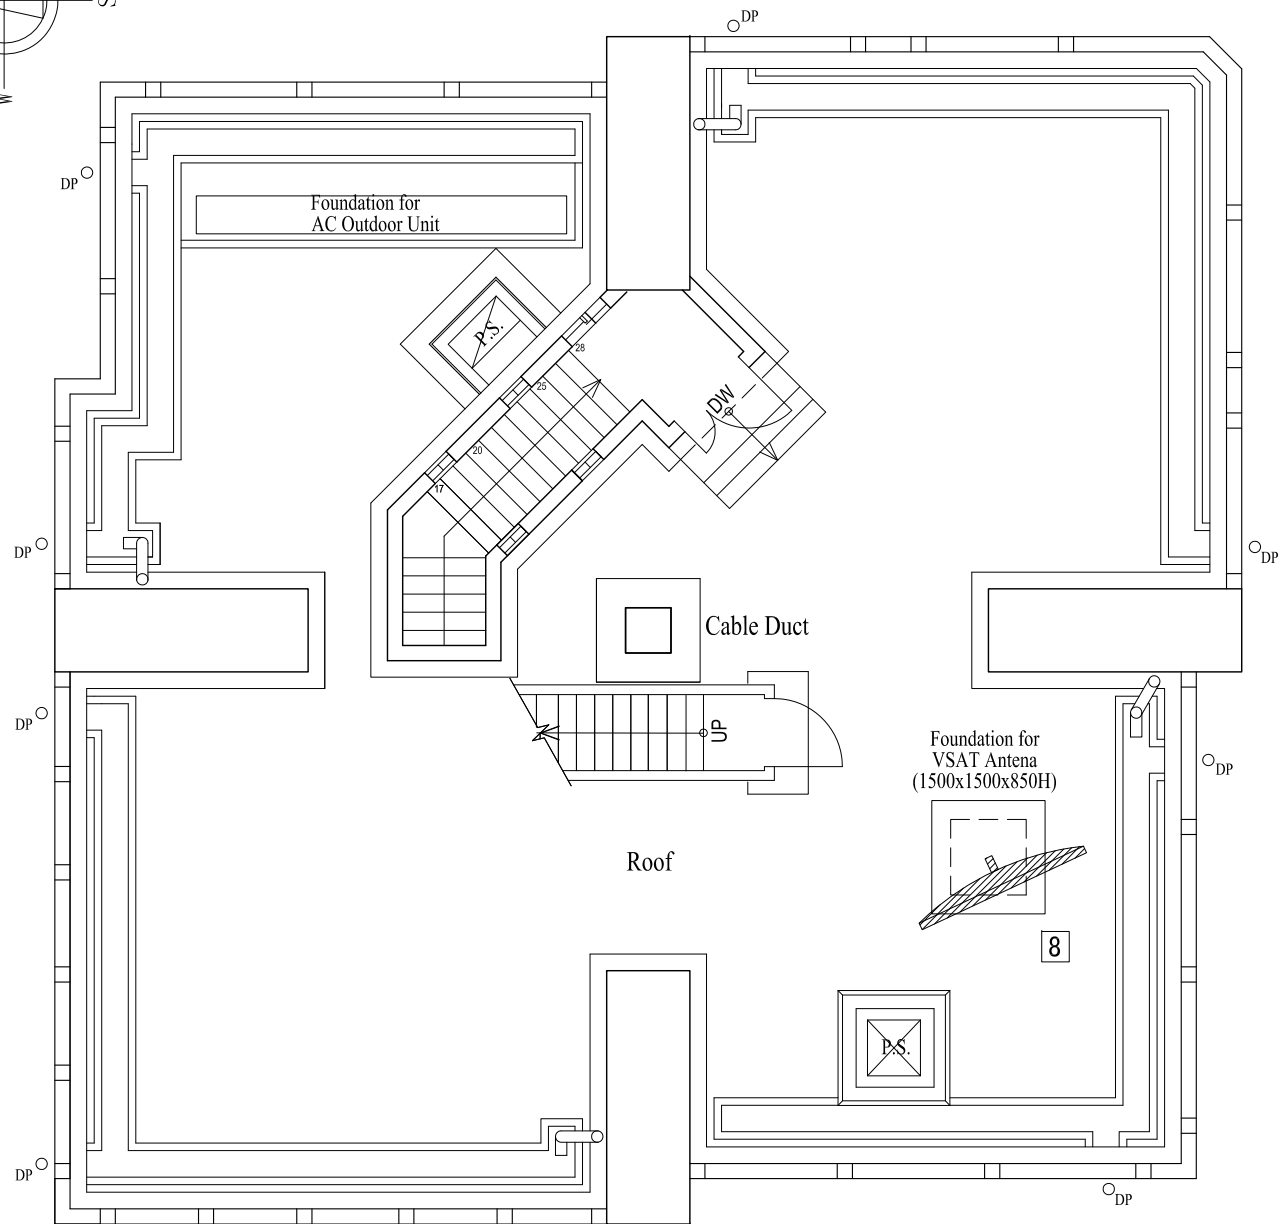 S
W
DP
DP
Foundation for
AC Outdoor Unit
P.S.
28
25
20
17
DW
DP
DP
Cable Duct
DP
UP
Foundation for
VSAT Antena
(1500x1500x850H)
DP
Roof
8
P.S.
DP
DP